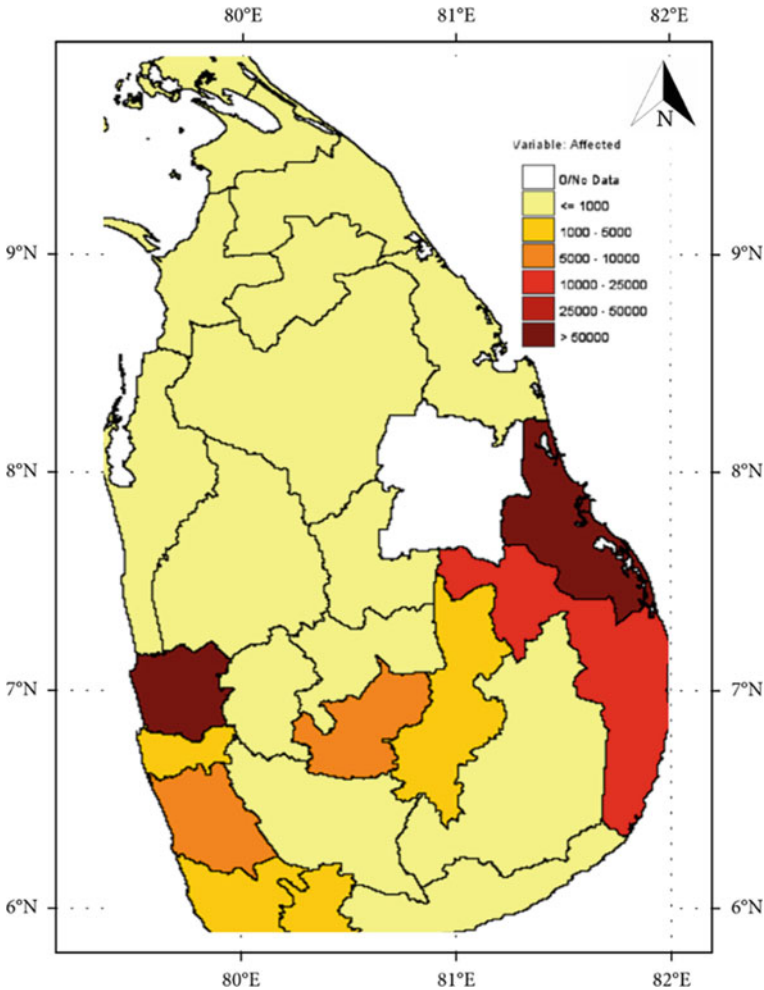 80°E 81°E 82°E
N
Variable: Affected
0/No Data
<= 1000
1000 - 5000
5000 - 10000
10000 - 25000
25000 - 50000
> 50000
9°N 9°N
8°N 8°N
7°N 7°N
6°N 6°N
80°E 81°E 82°E